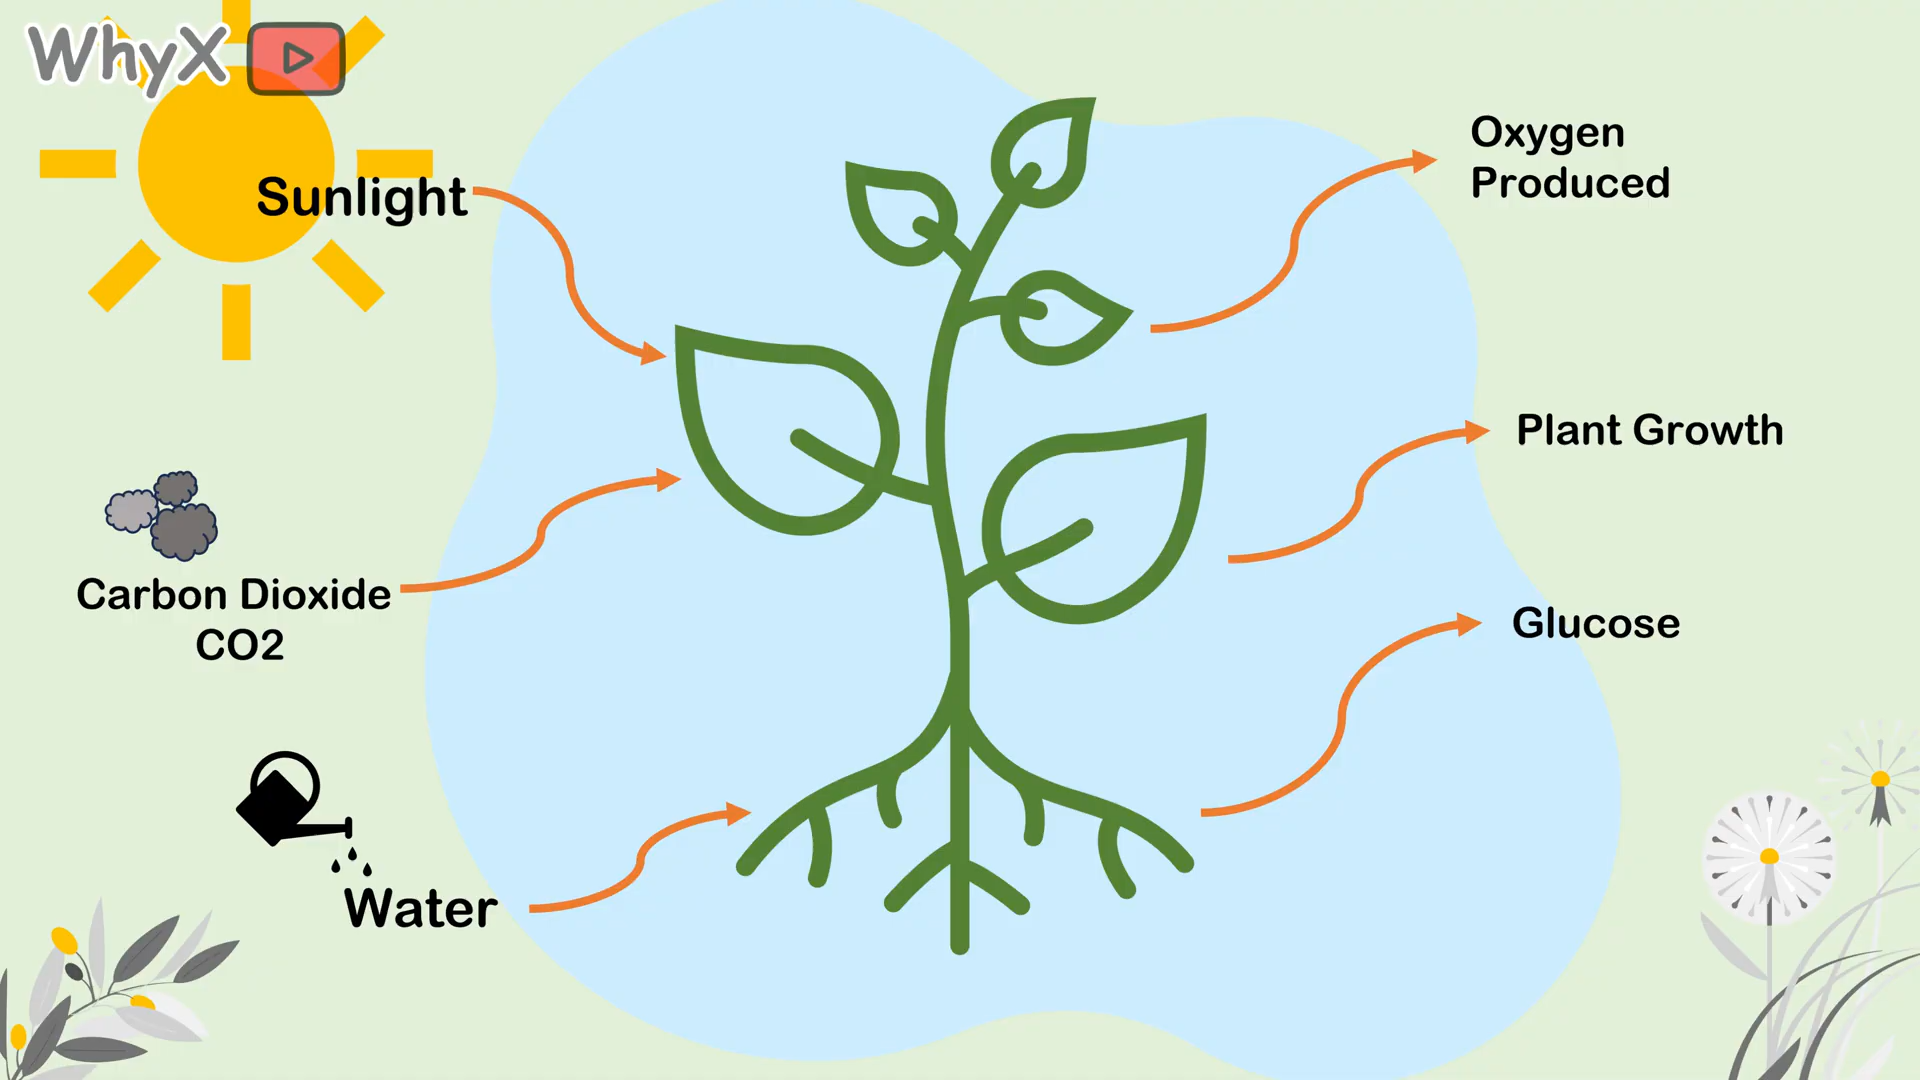 WhyX
Sunlight
Oxygen
Produced
Plant Growth
Carbon Dioxide
CO2
Glucose
Water